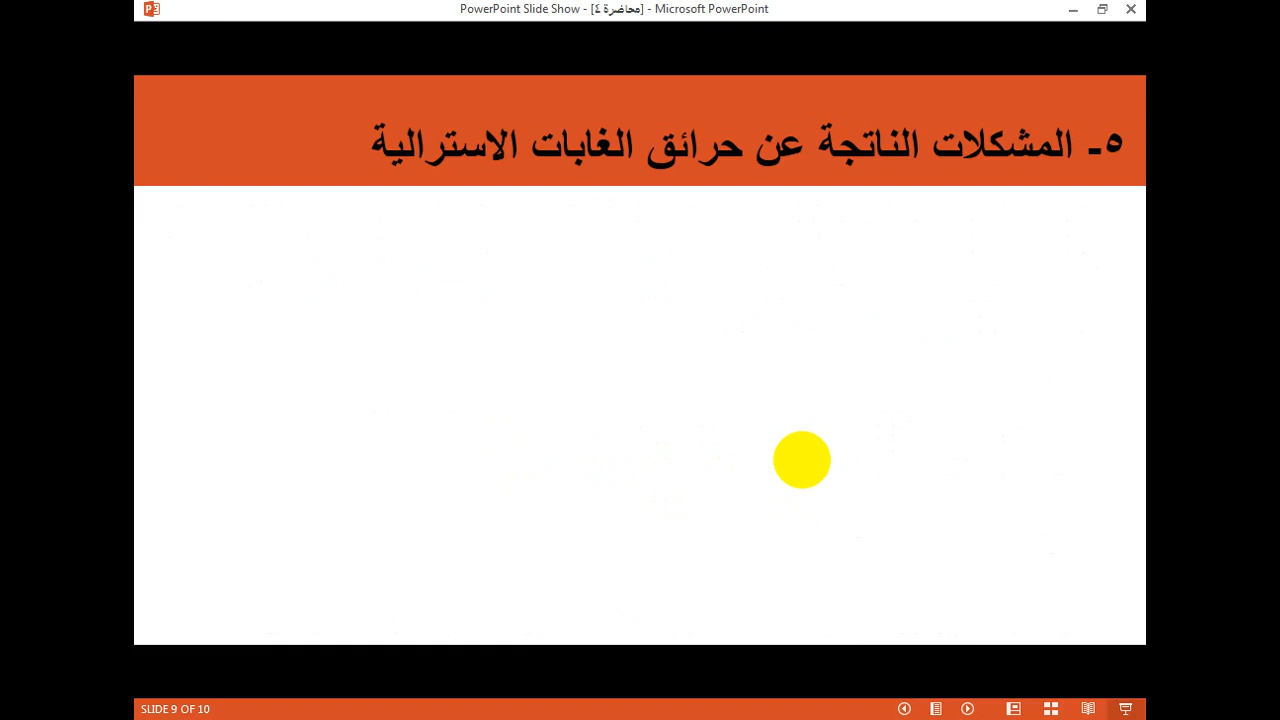 PowerPoint Slide Show - [محاضرة ٤] - Microsoft PowerPoint
٥- المشكلات الناتجة عن حرائق الغابات الاسترالية
SLIDE 9 OF 10